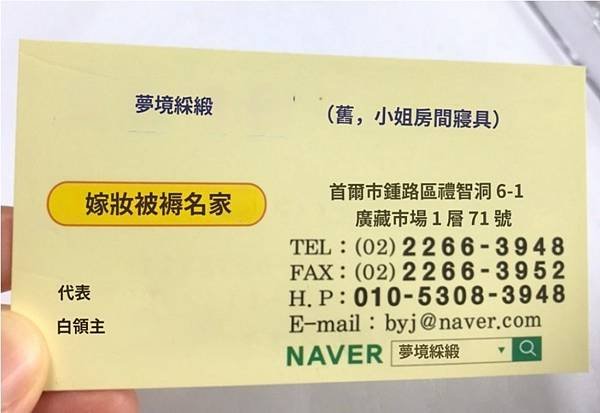 夢境綵緞 (舊，小姐房間寢具)
嫁妝被褥名家
首爾市鍾路區禮智洞 6-1
廣藏市場 1 層 71 號
TEL : (02) 2266-3948
FAX : (02) 2266-3952
H. P : 010-5308-3948
代表
白領主
E-mail : byj@naver.com
NAVER 夢境綵緞